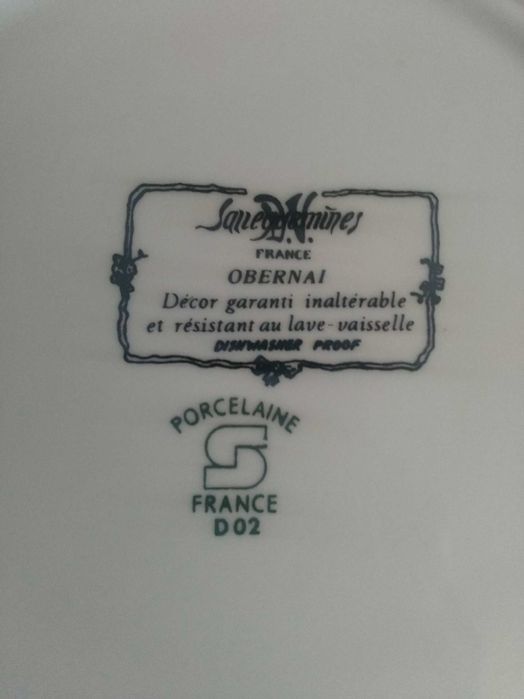 Sarreguemines
D.V.
FRANCE
OBERNAI
Décor garanti inaltérable
et résistant au lave-vaisselle
DISHWASHER PROOF
PORCELAINE
S
FRANCE
D02